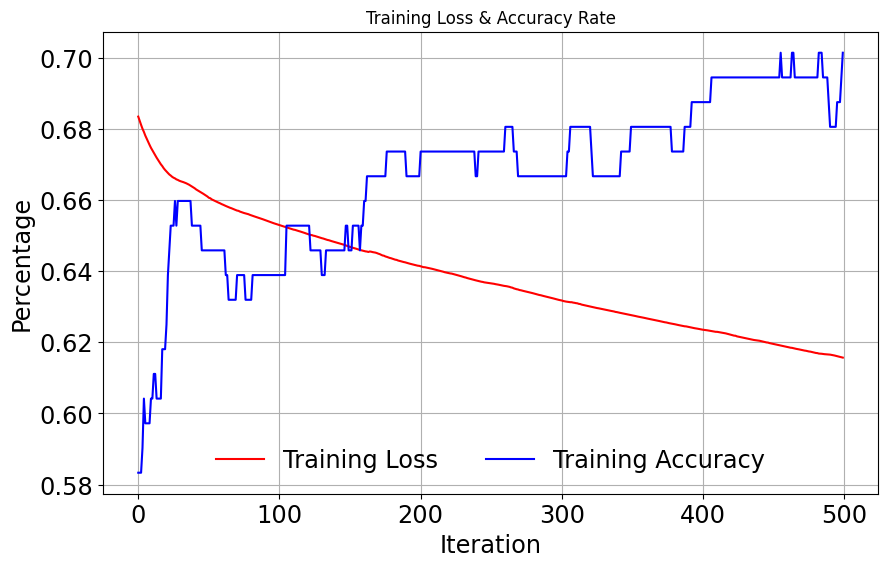 Training Loss & Accuracy Rate
Percentage
0.70
0.68
0.66
0.64
0.62
0.60
0.58
Training Loss
Training Accuracy
0
100
200
300
400
500
Iteration